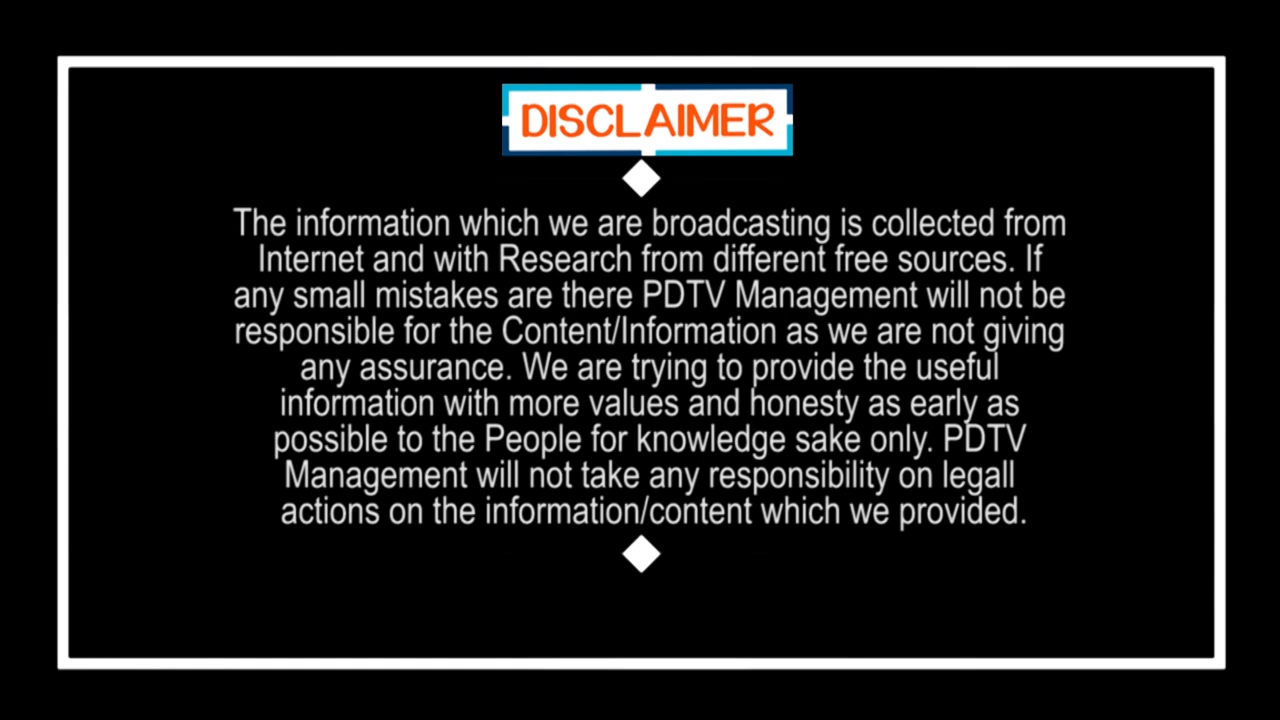 DISCLAIMER
The information which we are broadcasting is collected from
Internet and with Research from different free sources. If
any small mistakes are there PDTV Management will not be
responsible for the Content/Information as we are not giving
any assurance. We are trying to provide the useful
information with more values and honesty as early as
possible to the People for knowledge sake only. PDTV
Management will not take any responsibility on legall
actions on the information/content which we provided.